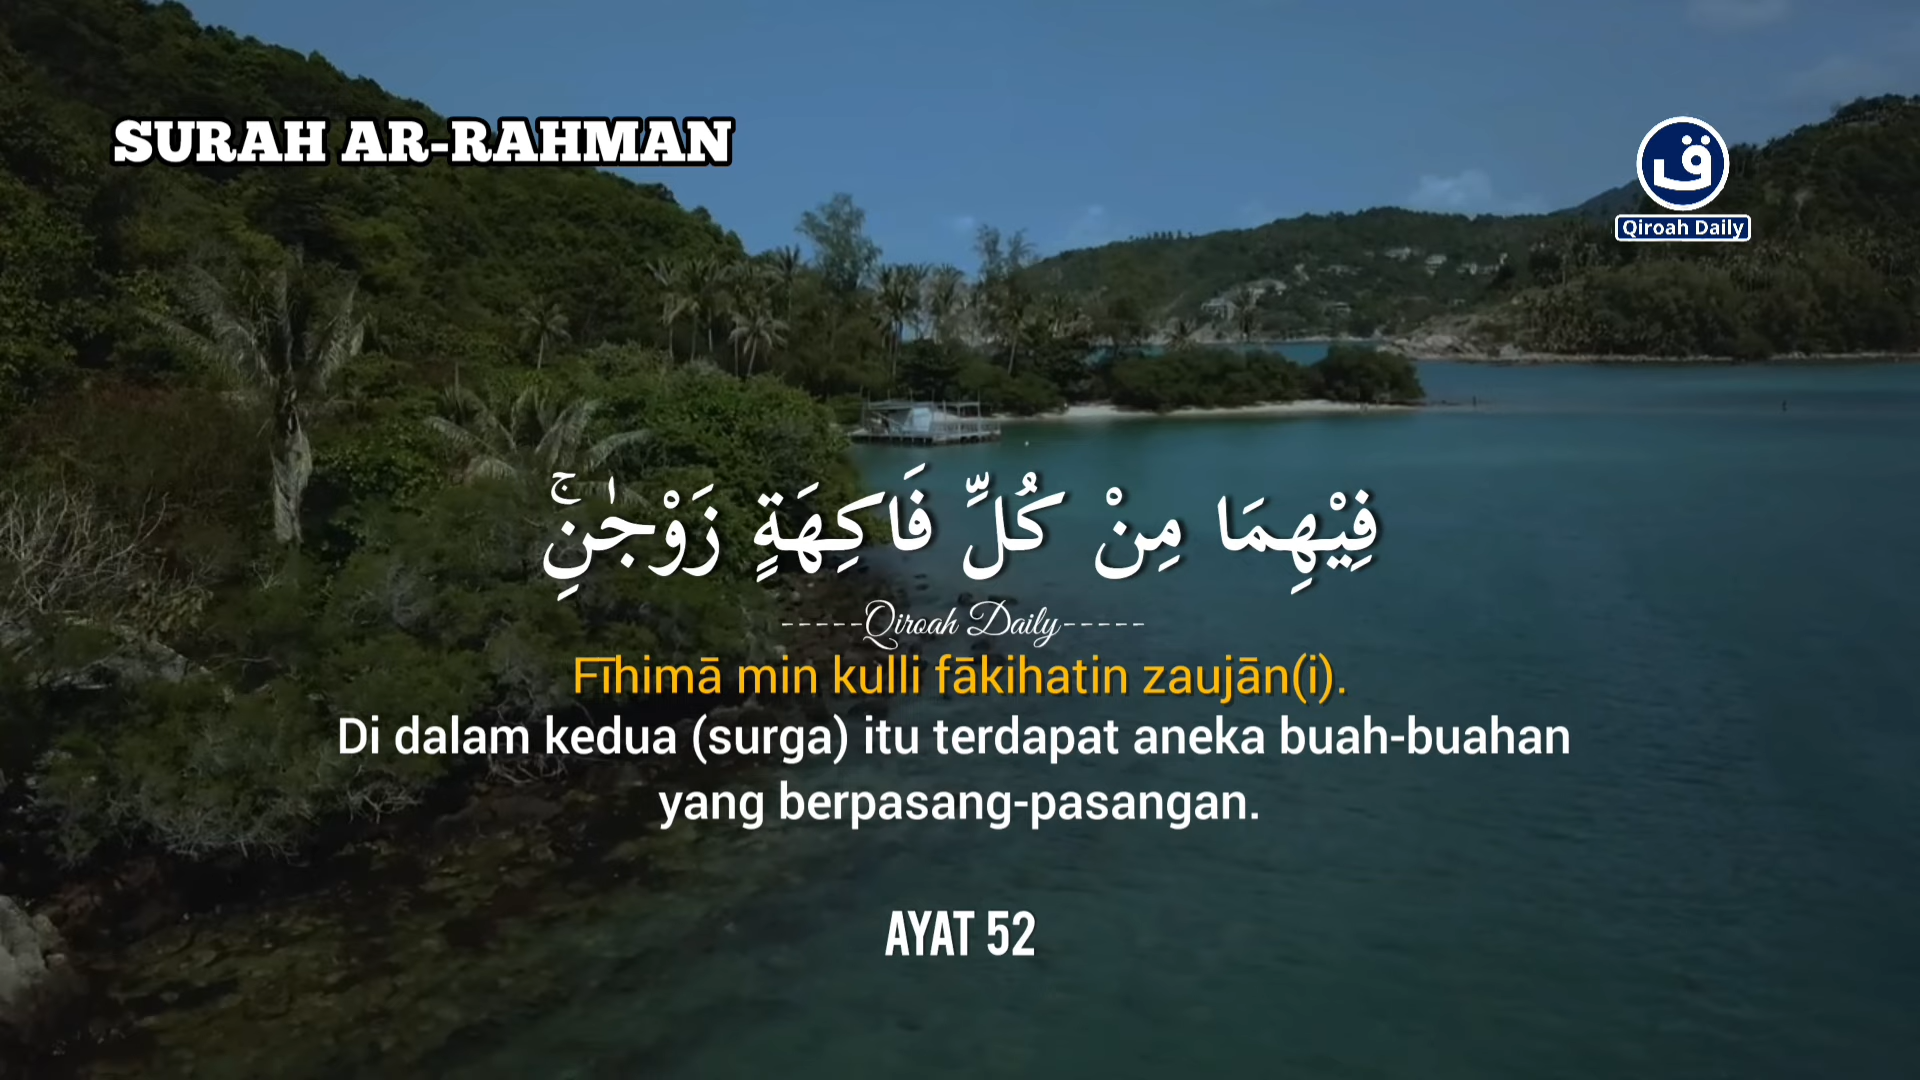 SURAH AR-RAHMAN
ق
Qiroah Daily
فِيْهِمَا مِنْ كُلِّ فَاكِهَةٍ زَوْجٰنِۚ
-----Qiroah Daily-----
Fīhimā min kulli fākihatin zaujān(i).
Di dalam kedua (surga) itu terdapat aneka buah-buahan
yang berpasang-pasangan.
AYAT 52